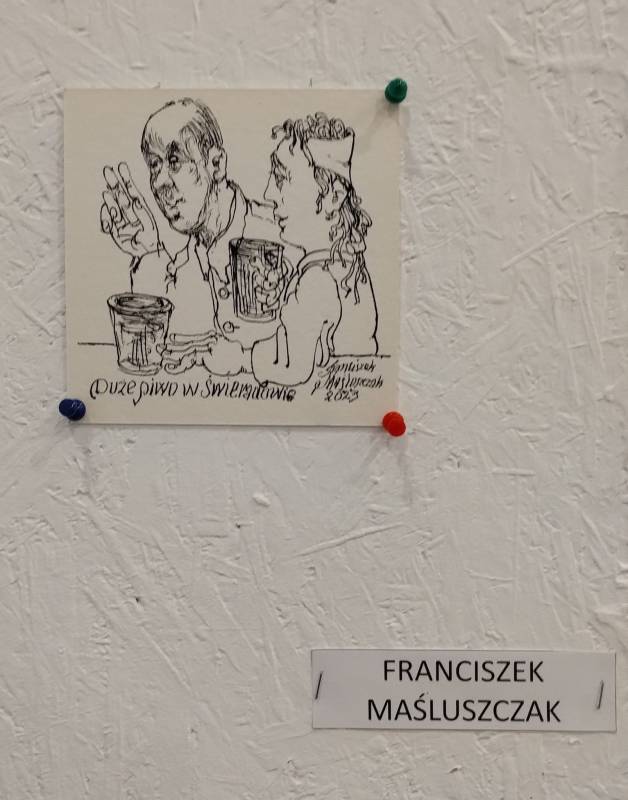 Duże piwo w Świeradowie
Franciszek
Maśluszczak
2023
FRANCISZEK
MAŚLUSZCZAK